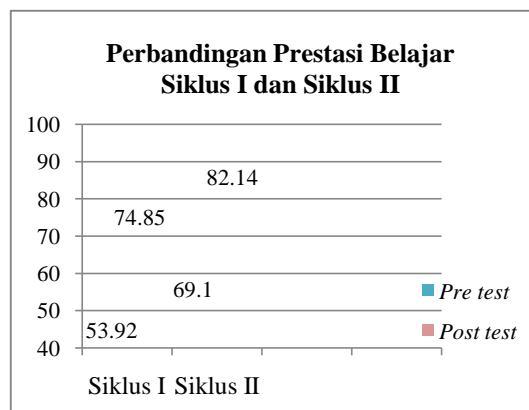 Perbandingan Prestasi Belajar
Siklus I dan Siklus II
100
90
82.14
80
74.85
70
60
69.1
Pre test
50
53.92
Post test
40
Siklus I Siklus II